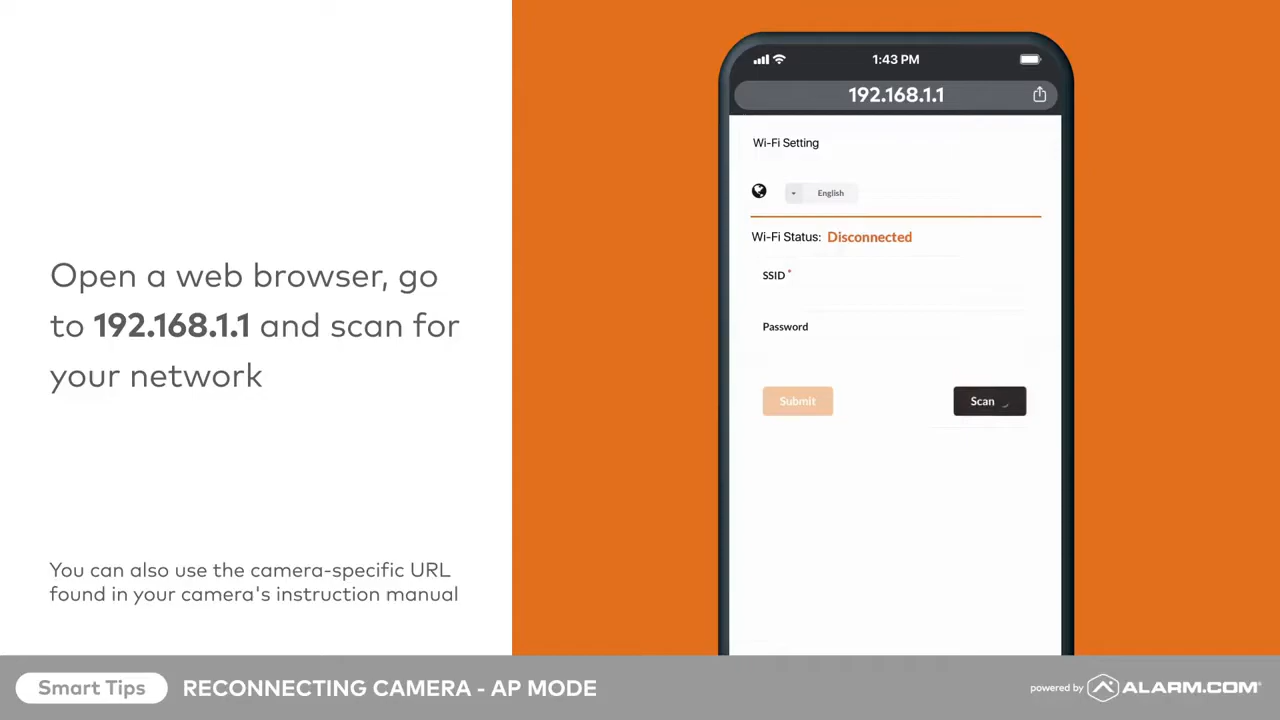 Open a web browser, go
to 192.168.1.1 and scan for
your network
You can also use the camera-specific URL
found in your camera's instruction manual
1:43 PM
192.168.1.1
Wi-Fi Setting
English
Wi-Fi Status: Disconnected
SSID *
Password
Submit
Scan
Smart Tips
RECONNECTING CAMERA - AP MODE
powered by ALARM.COM®